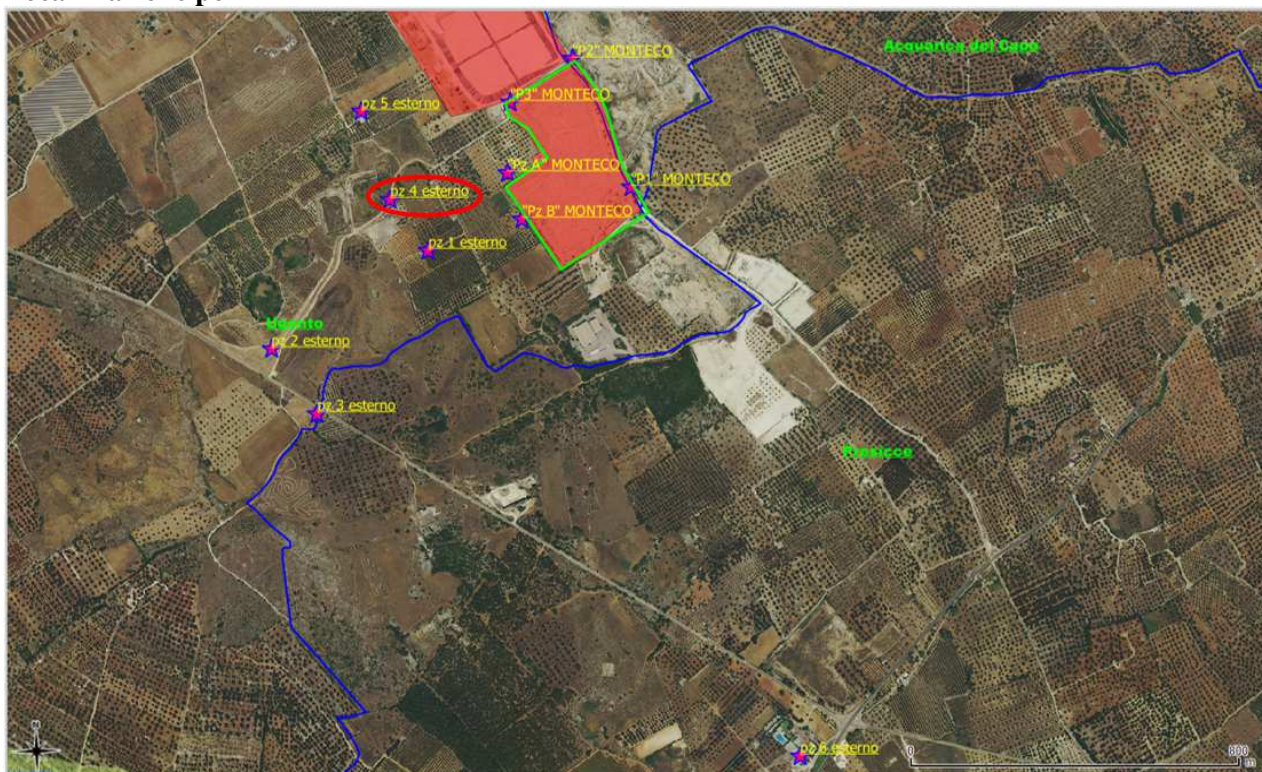 Acquarica del Capo
"P2" MONTECO
"P3" MONTECO
pz 5 esterno
"Pz A" MONTECO
"P1" MONTECO
pz 4 esterno
"Pz B" MONTECO
pz 1 esterno
Ugento
pz 2 esterno
pz 3 esterno
Presicce
pz 6 esterno
N
0
800
m